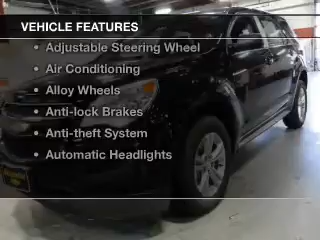 VEHICLE FEATURES
• Adjustable Steering Wheel
• Air Conditioning
• Alloy Wheels
• Anti-lock Brakes
• Anti-theft System
• Automatic Headlights